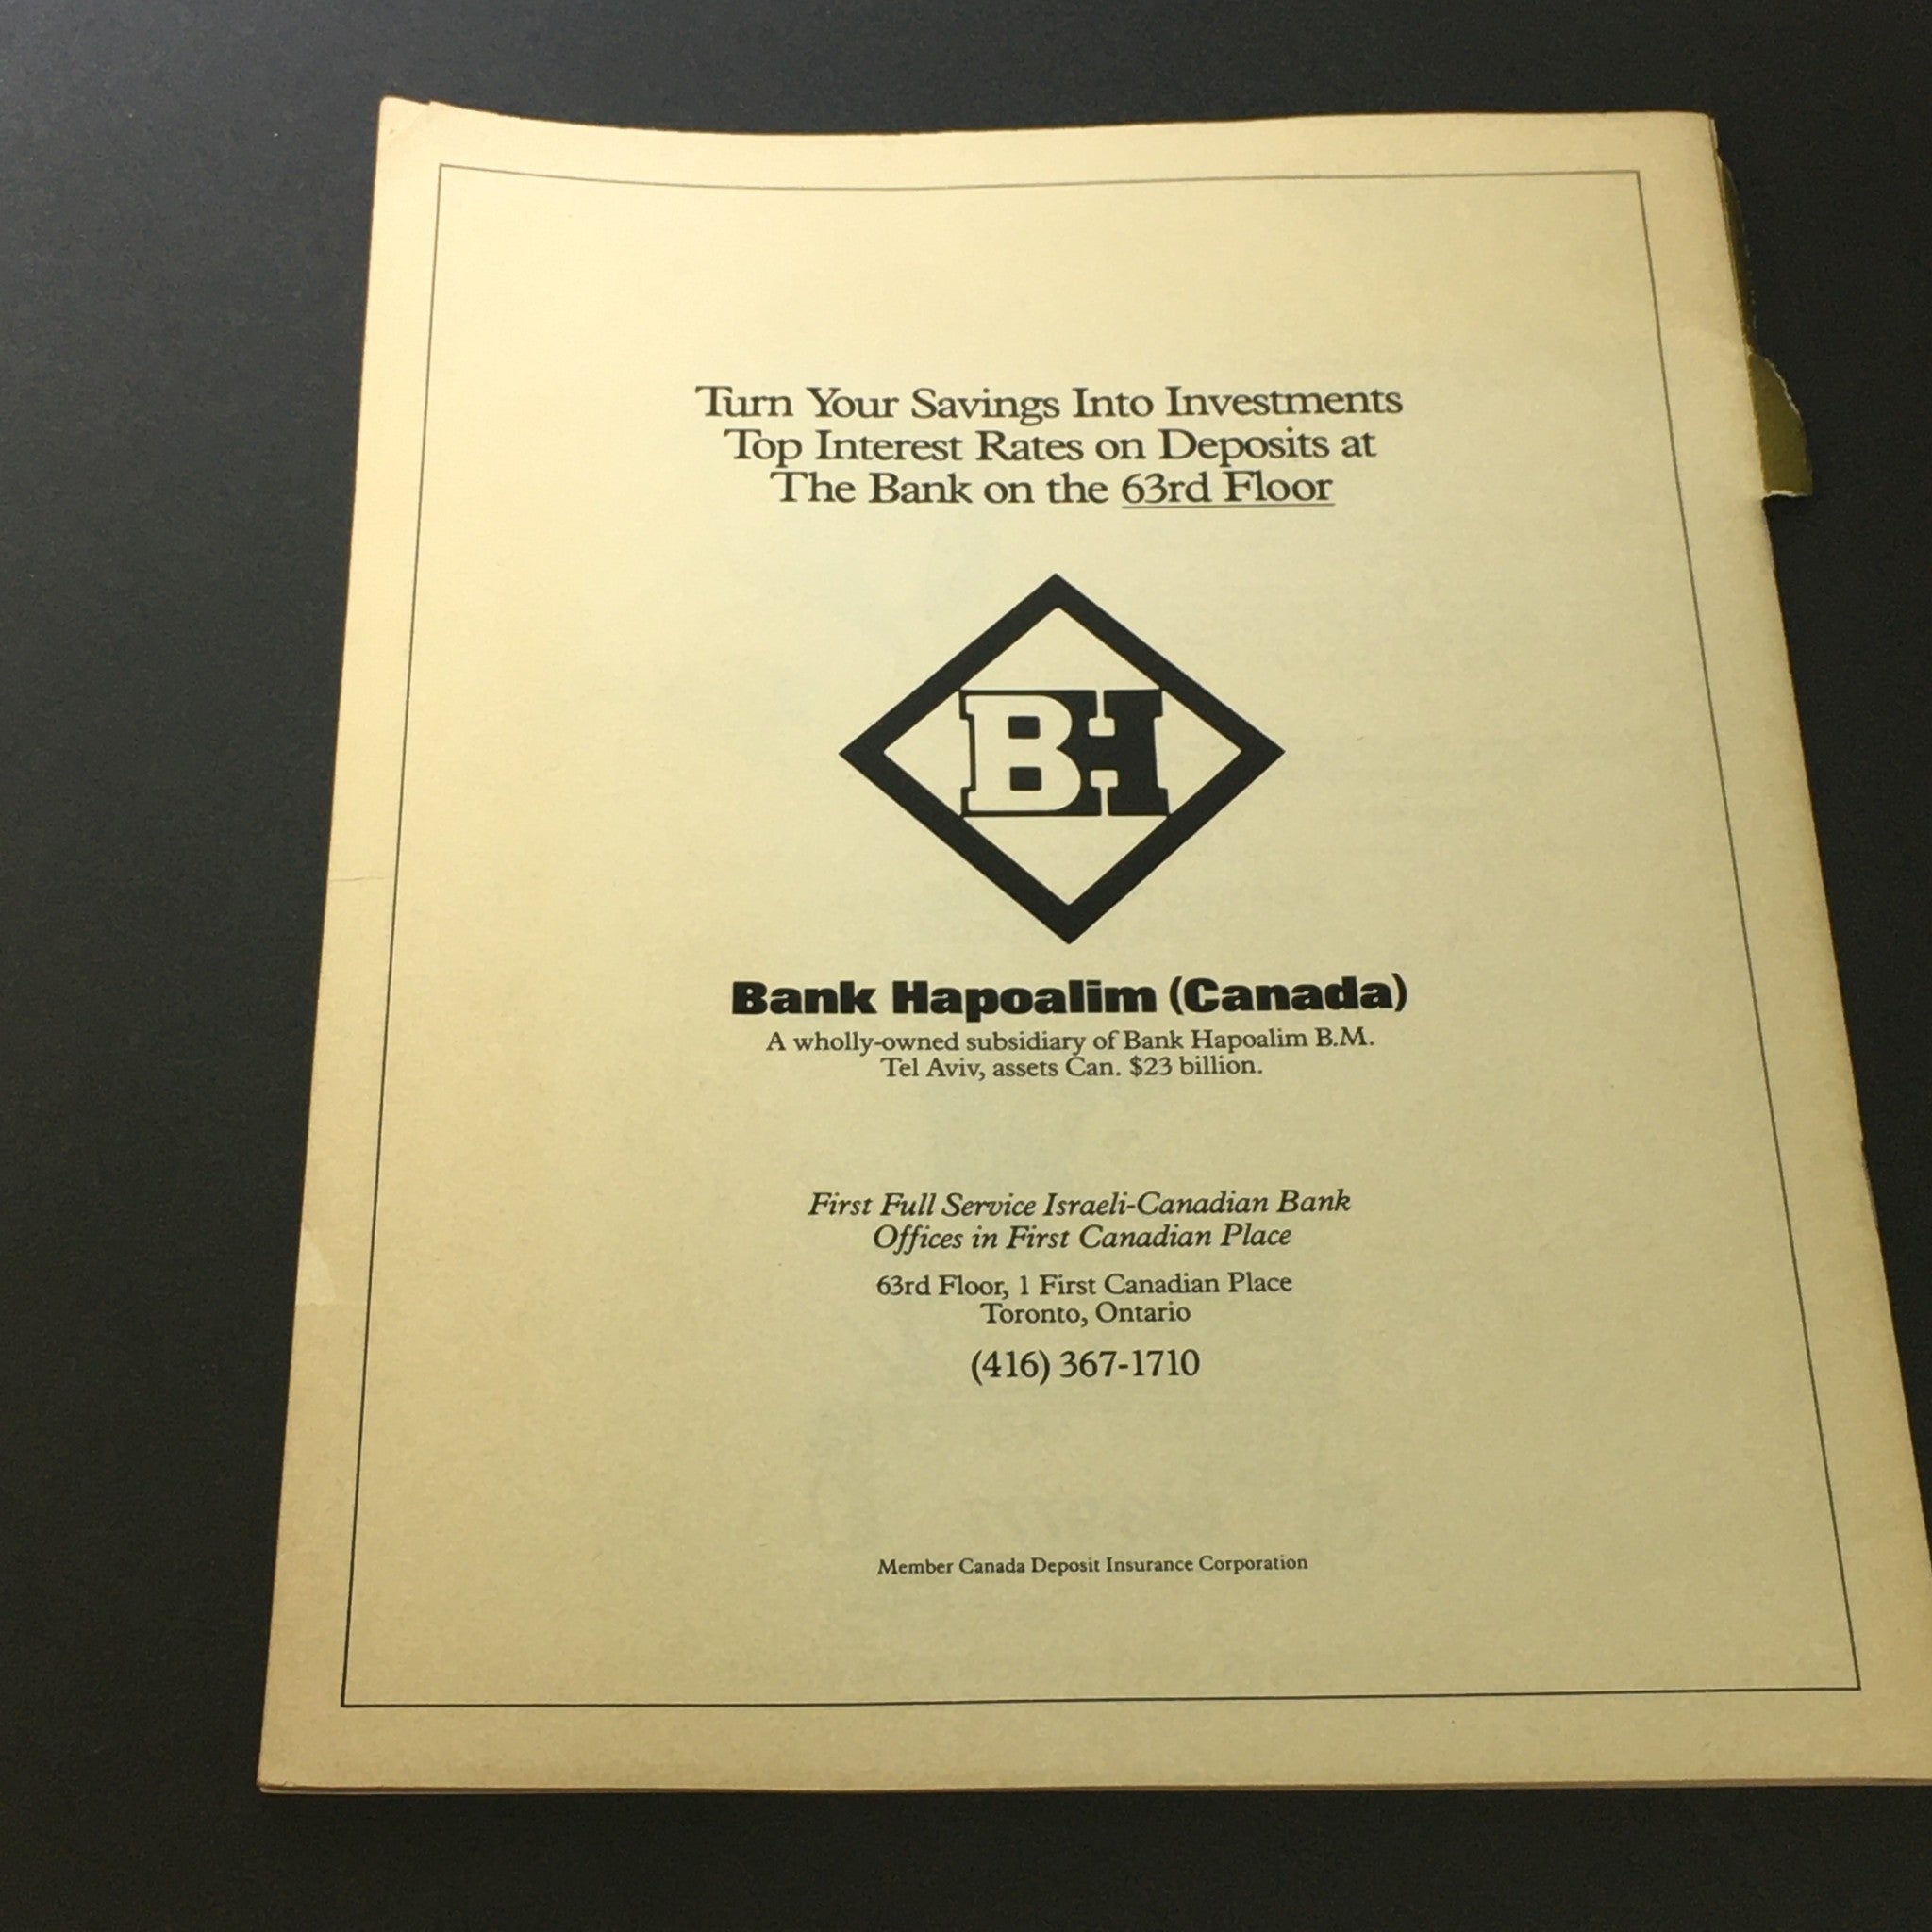 Turn Your Savings Into Investments
Top Interest Rates on Deposits at
The Bank on the 63rd Floor
BH
Bank Hapoalim (Canada)
A wholly-owned subsidiary of Bank Hapoalim B.M.
Tel Aviv, assets Can. $23 billion.
First Full Service Israeli-Canadian Bank
Offices in First Canadian Place
63rd Floor, 1 First Canadian Place
Toronto, Ontario
(416) 367-1710
Member Canada Deposit Insurance Corporation